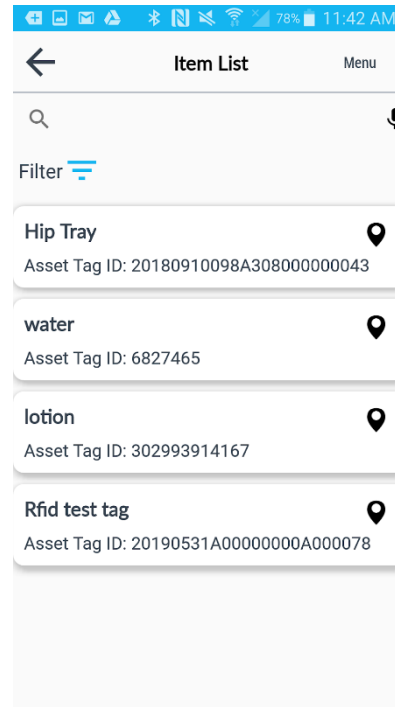 78% 11:42 AM
Item List Menu
Filter
Hip Tray
Asset Tag ID: 20180910098A308000000043
water
Asset Tag ID: 6827465
lotion
Asset Tag ID: 302993914167
Rfid test tag
Asset Tag ID: 20190531A00000000A000078